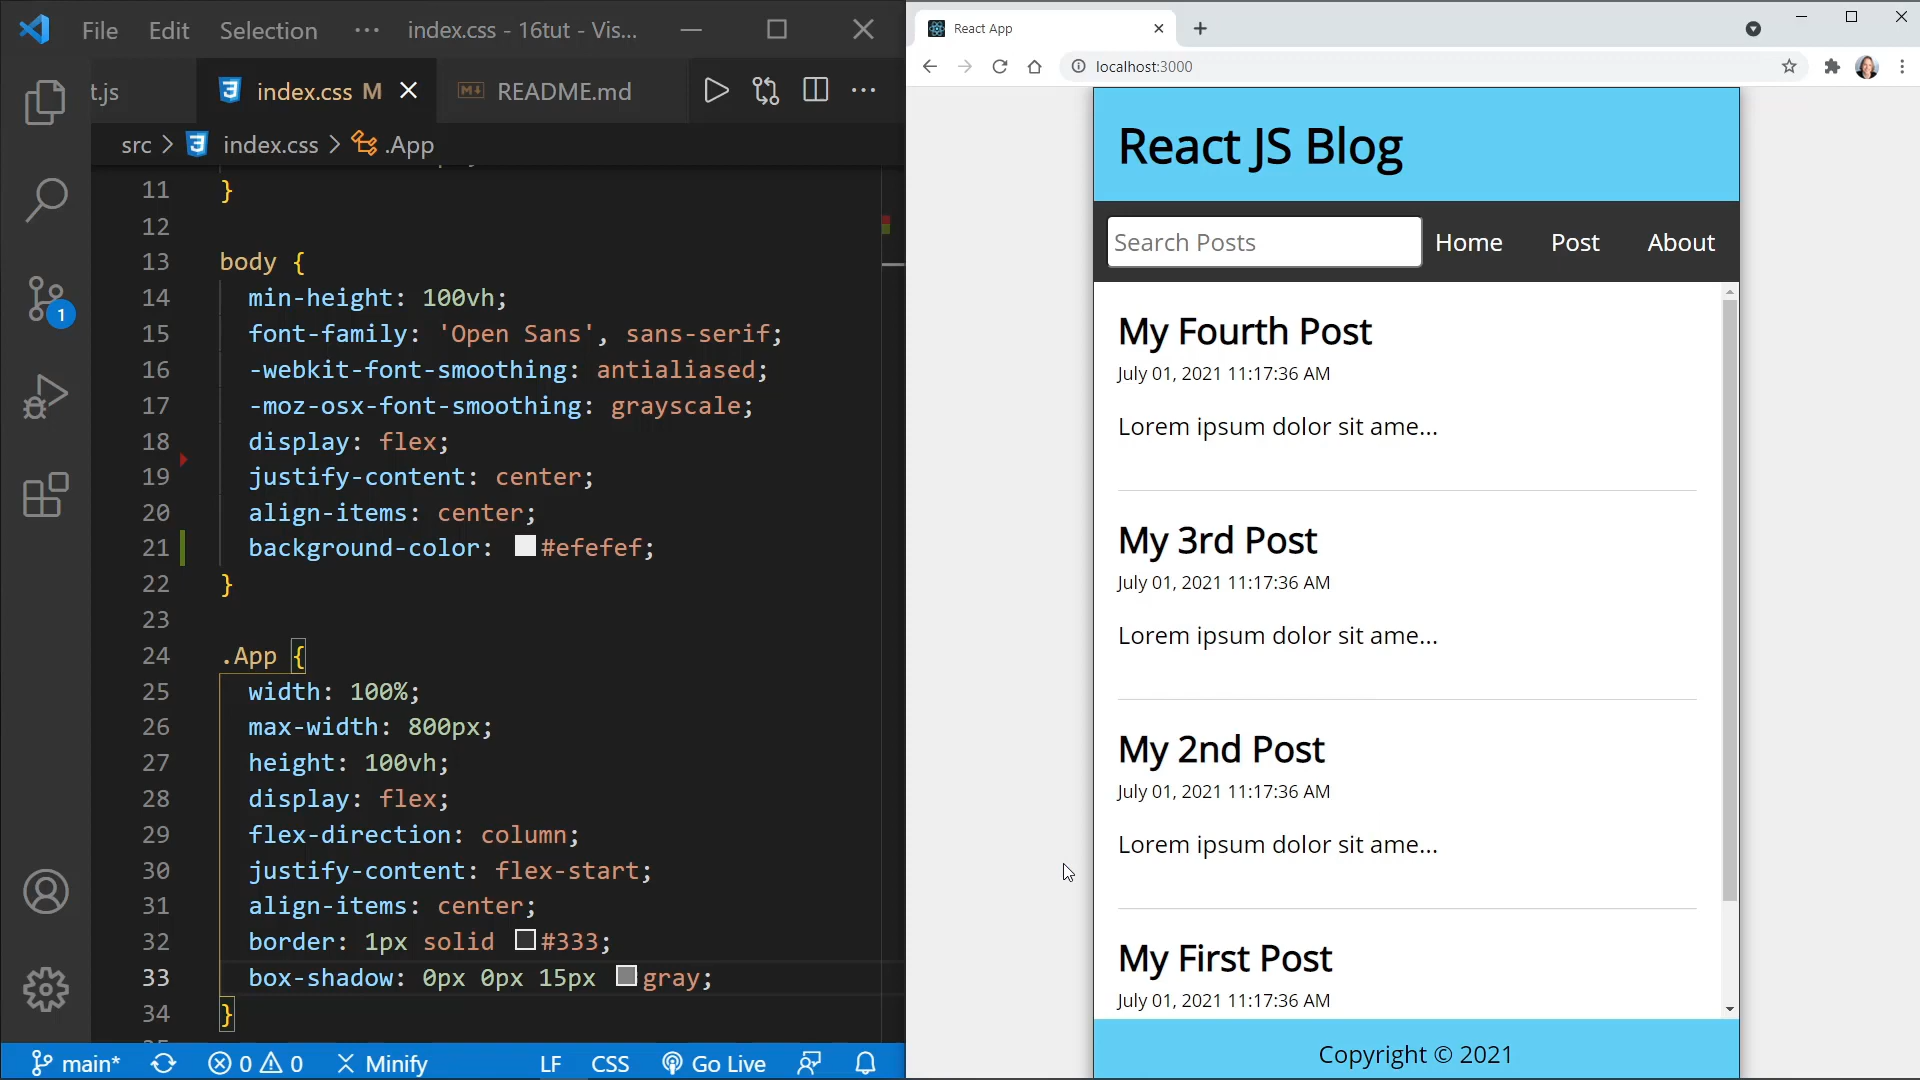 File Edit Selection ··· index.css - 16tut - Vis...
t.js index.css M README.md
src > index.css > .App
11 }
12
13 body {
14 min-height: 100vh;
15 font-family: 'Open Sans', sans-serif;
16 -webkit-font-smoothing: antialiased;
17 -moz-osx-font-smoothing: grayscale;
18 display: flex;
19 justify-content: center;
20 align-items: center;
21 background-color: #efefef;
22 }
23
24 .App {
25 width: 100%;
26 max-width: 800px;
27 height: 100vh;
28 display: flex;
29 flex-direction: column;
30 justify-content: flex-start;
31 align-items: center;
32 border: 1px solid #333;
33 box-shadow: 0px 0px 15px gray;
34 }
1
main* 0 0 Minify LF CSS Go Live
React App
localhost:3000
React JS Blog
Search Posts Home Post About
My Fourth Post
July 01, 2021 11:17:36 AM
Lorem ipsum dolor sit ame...
My 3rd Post
July 01, 2021 11:17:36 AM
Lorem ipsum dolor sit ame...
My 2nd Post
July 01, 2021 11:17:36 AM
Lorem ipsum dolor sit ame...
My First Post
July 01, 2021 11:17:36 AM
Copyright © 2021